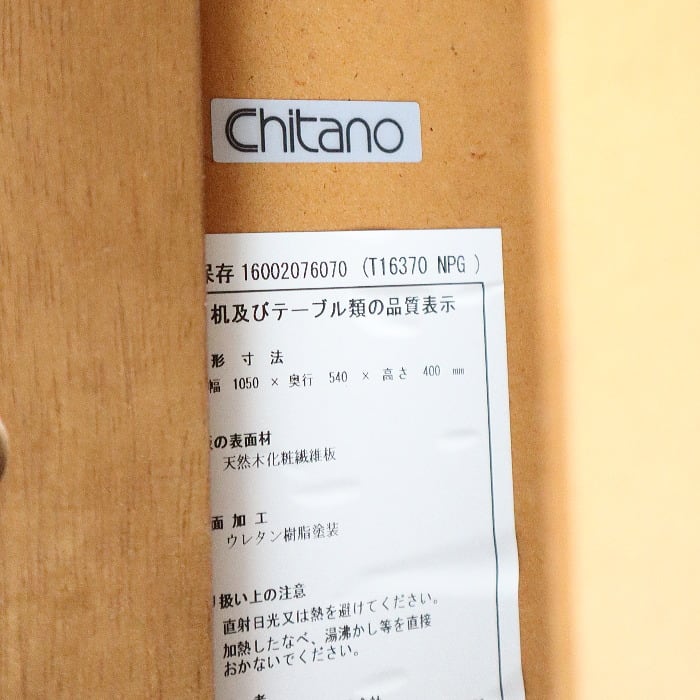 Chitano
保存 16002076070 (T16370 NPG )
机及びテーブル類の品質表示
形 寸 法
幅 1050 × 奥行 540 × 高さ 400 mm
の表面材
天然木化粧繊維板
面 加 工
ウレタン樹脂塗装
り扱い上の注意
直射日光又は熱を避けてください。
加熱したなべ、湯沸かし等を直接
おかないでください。
者